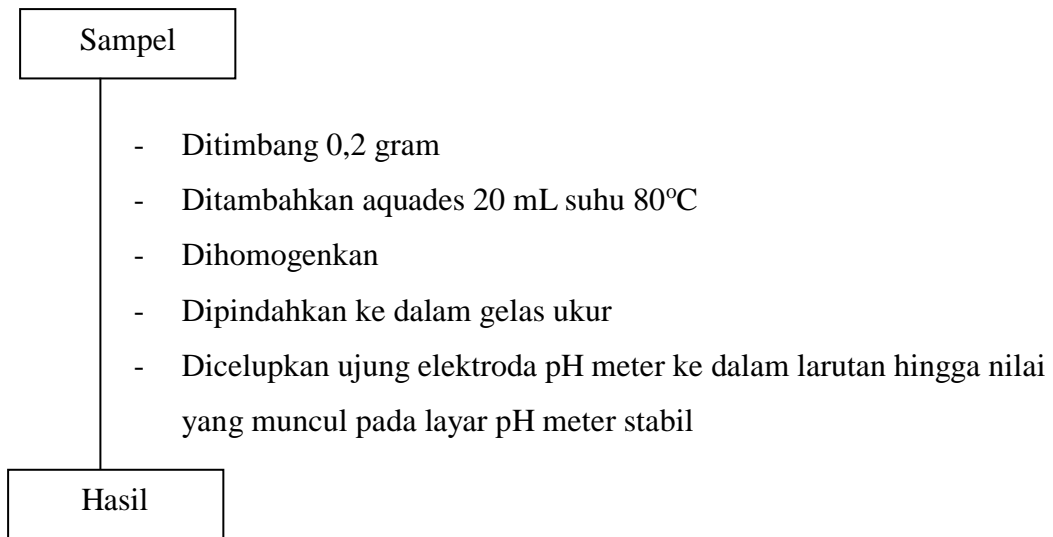 Sampel
- Ditimbang 0,2 gram
- Ditambahkan aquades 20 mL suhu 80°C
- Dihomogenkan
- Dipindahkan ke dalam gelas ukur
- Dicelupkan ujung elektroda pH meter ke dalam larutan hingga nilai
yang muncul pada layar pH meter stabil
Hasil